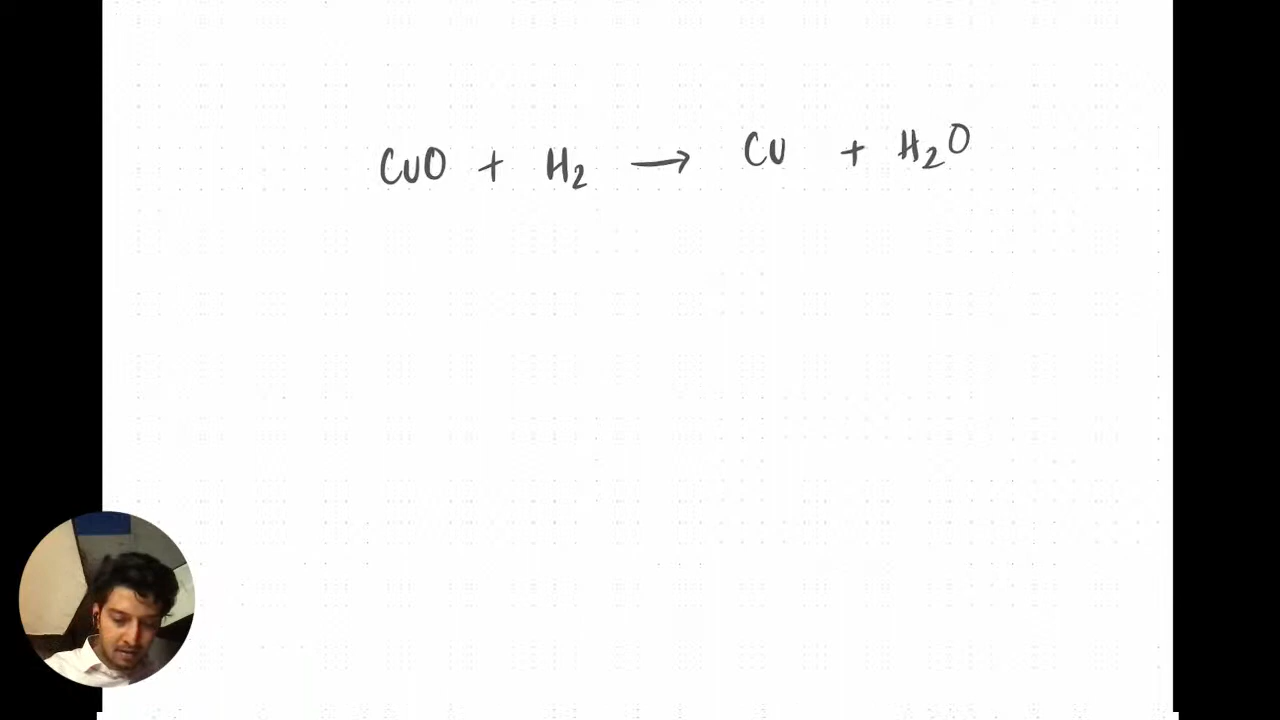 CuO + H₂ → Cu + H₂O